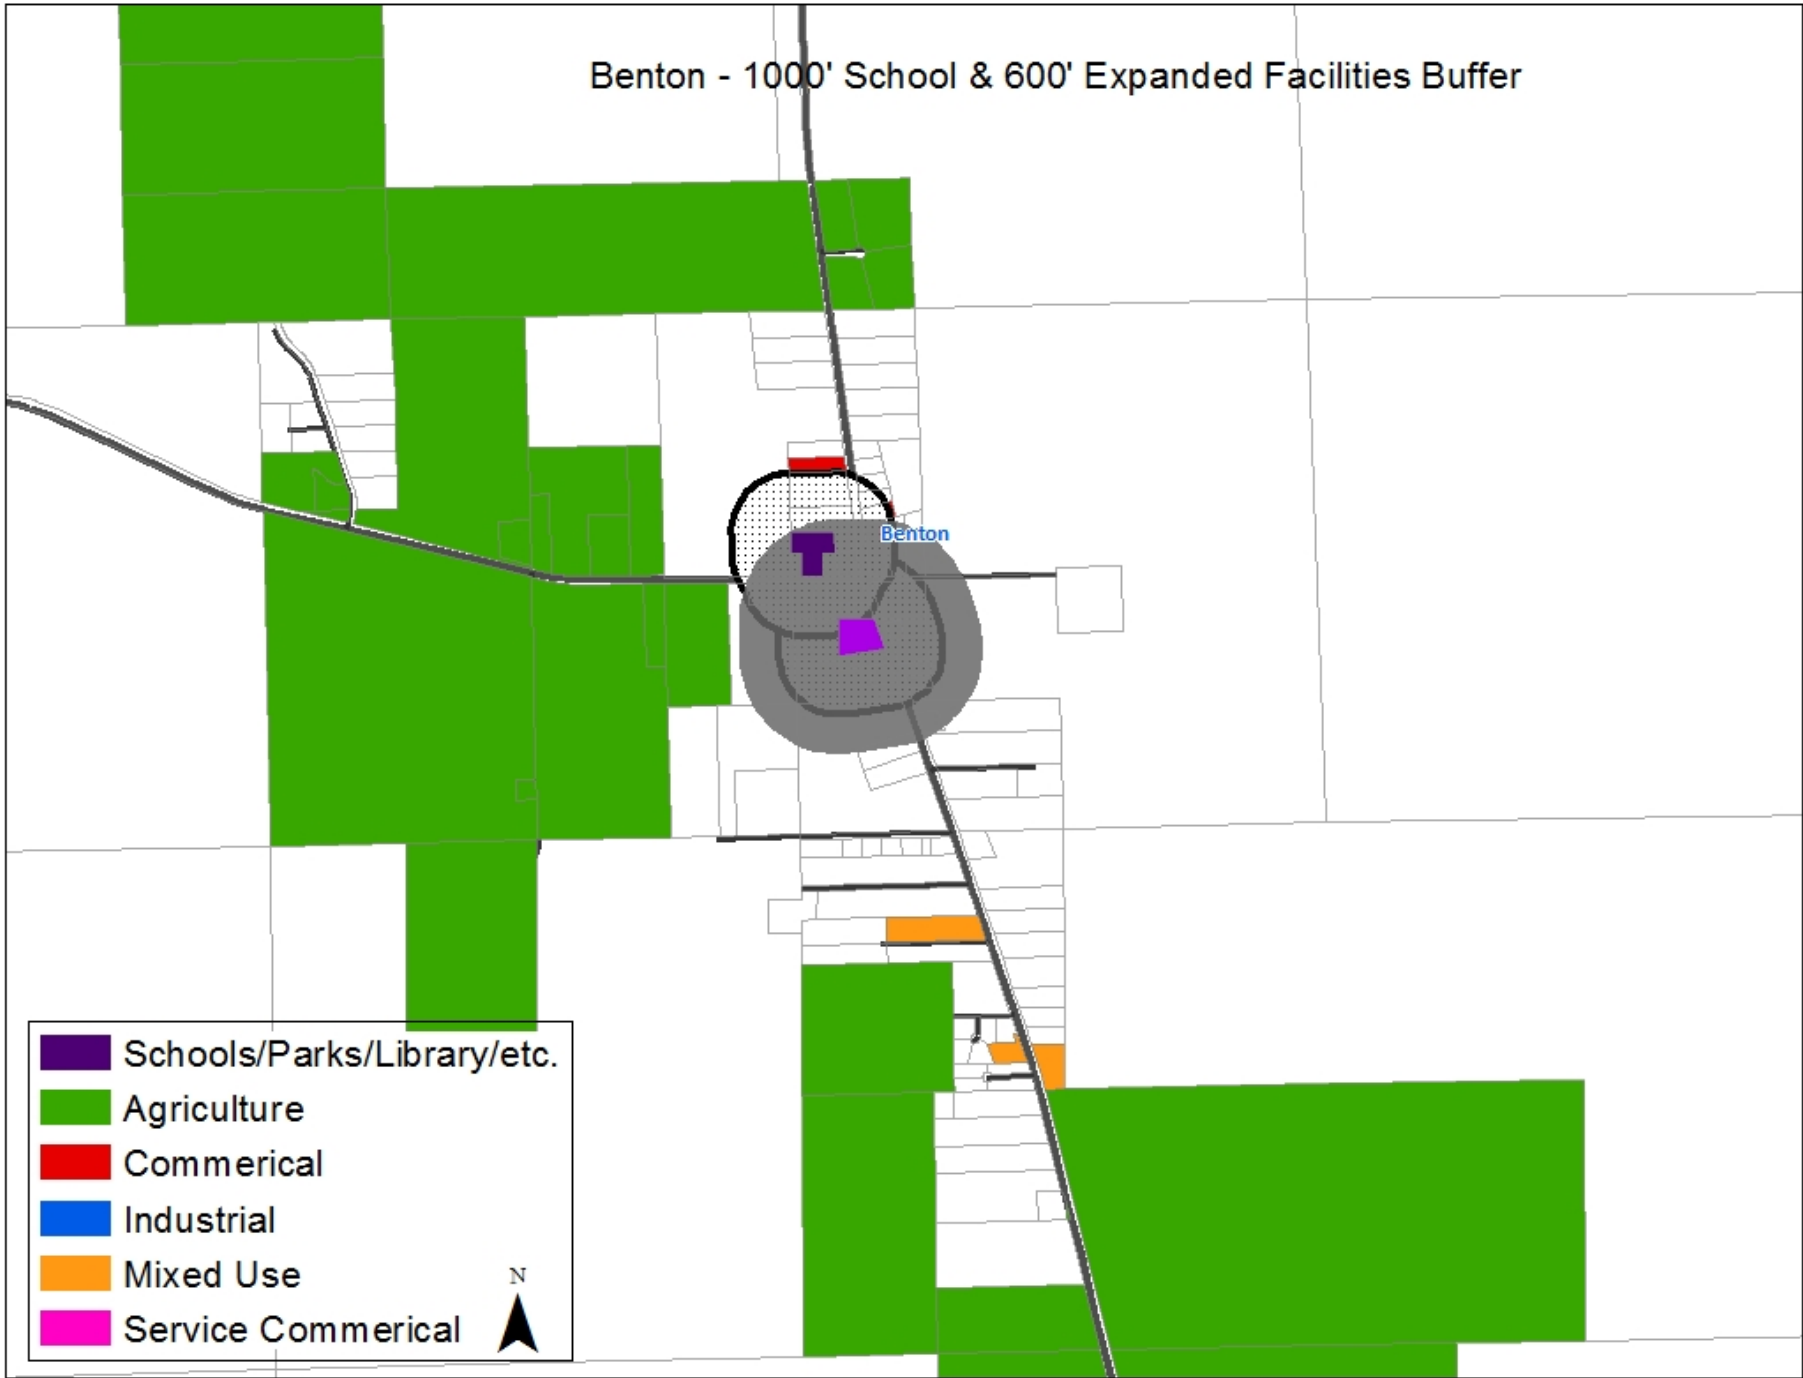 Benton - 1000' School & 600' Expanded Facilities Buffer
Benton
Schools/Parks/Library/etc.
Agriculture
Commerical
Industrial
Mixed Use
Service Commerical
N